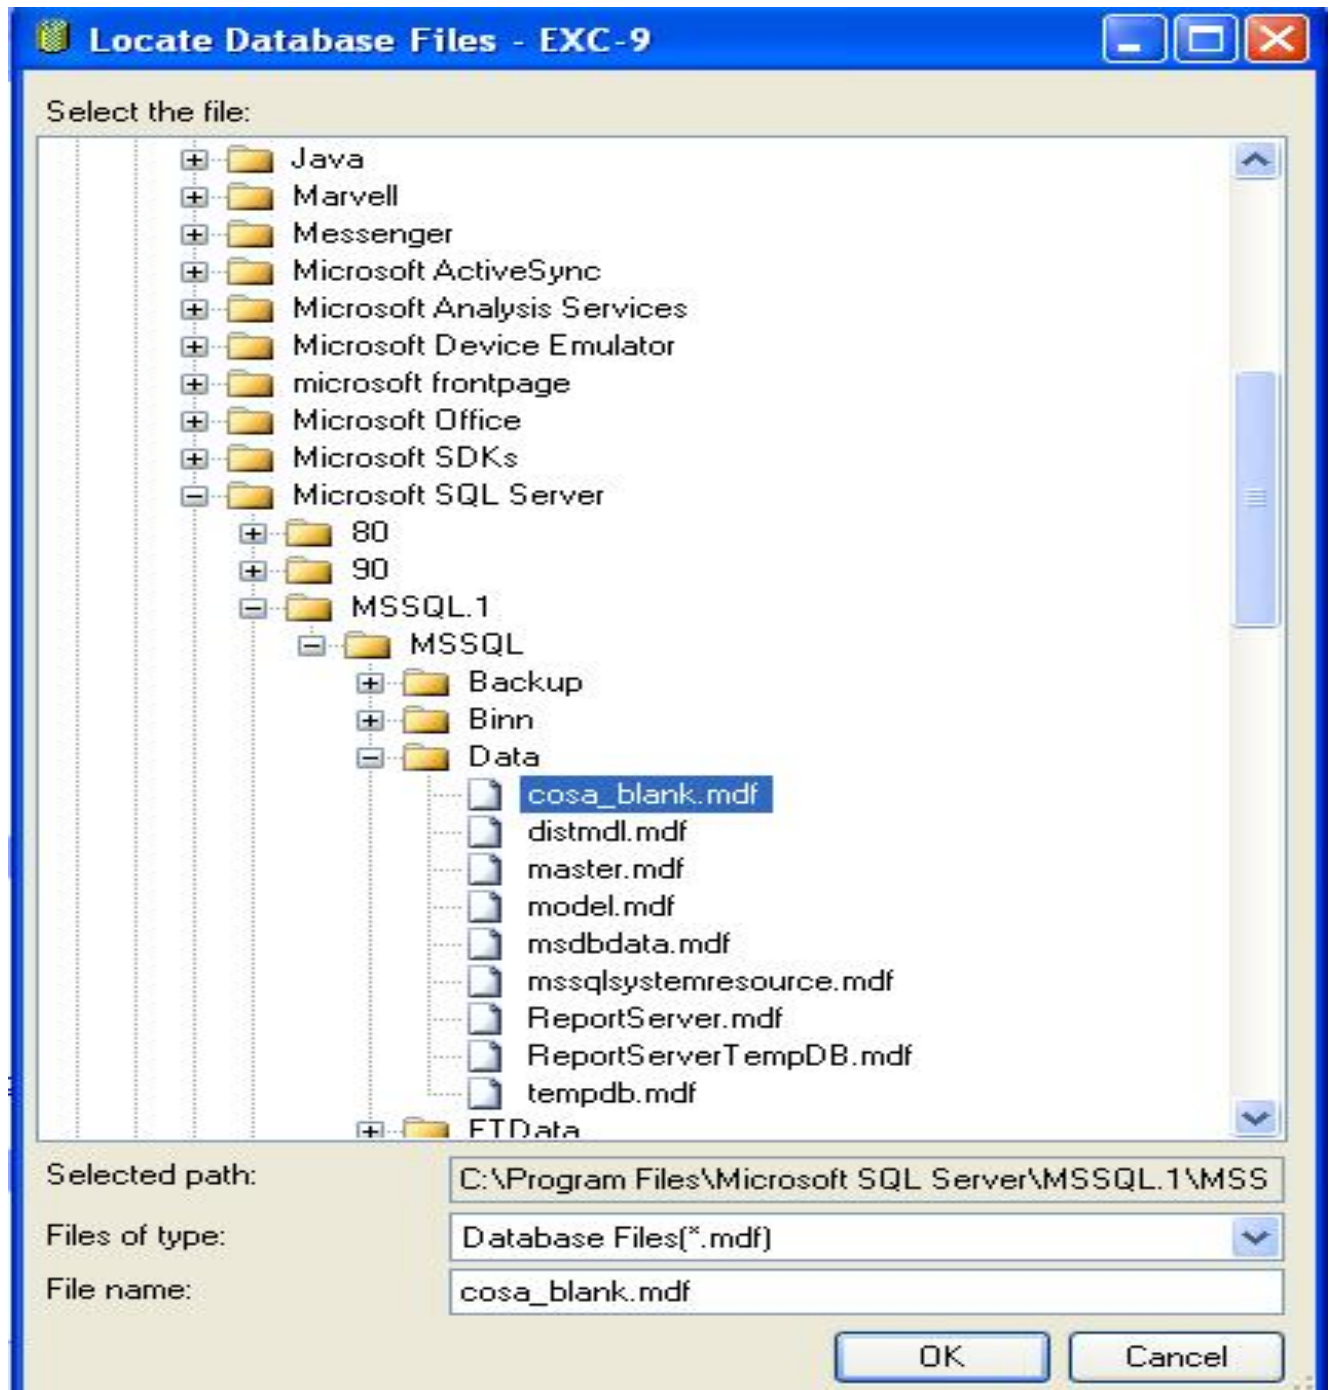 Locate Database Files - EXC-9
Select the file:
Java
Marvell
Messenger
Microsoft ActiveSync
Microsoft Analysis Services
Microsoft Device Emulator
microsoft frontpage
Microsoft Office
Microsoft SDKs
Microsoft SQL Server
80
90
MSSQL.1
MSSQL
Backup
Binn
Data
cosa_blank.mdf
distmdl.mdf
master.mdf
model.mdf
msdbdata.mdf
mssqlsystemresource.mdf
ReportServer.mdf
ReportServerTempDB.mdf
tempdb.mdf
FTData
Selected path: C:\Program Files\Microsoft SQL Server\MSSQL.1\MSS
Files of type: Database Files(*.mdf)
File name: cosa_blank.mdf
OK Cancel